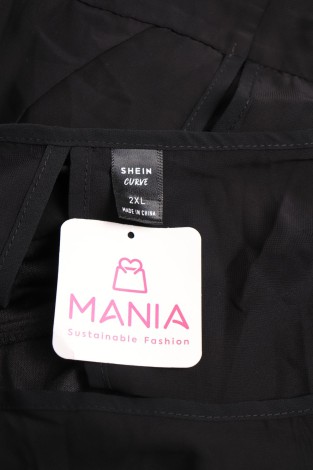 SHEIN
CURVE
2XL
MADE IN CHINA
MANIA
Sustainable Fashion